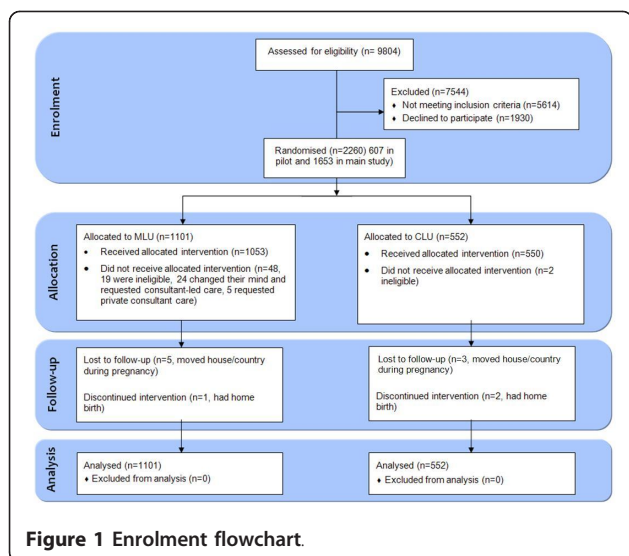 Enrolment
Assessed for eligibility (n= 9804)
Excluded (n=7544)
♦ Not meeting inclusion criteria (n=5614)
♦ Declined to participate (n=1930)
Randomised (n=2260) 607 in
pilot and 1653 in main study)
Allocation
Allocated to MLU (n=1101)
• Received allocated intervention (n=1053)
• Did not receive allocated intervention (n=48,
19 were ineligible, 24 changed their mind and
requested consultant-led care, 5 requested
private consultant care)
Allocated to CLU (n=552)
● Received allocated intervention (n=550)
● Did not receive allocated intervention (n=2
ineligible)
Follow-up
Lost to follow-up (n=5, moved house/country
during pregnancy)
Discontinued intervention (n=1, had home
birth)
Lost to follow-up (n=3, moved house/country
during pregnancy)
Discontinued intervention (n=2, had home
birth)
Analysis
Analysed (n=1101)
♦ Excluded from analysis (n=0)
Analysed (n=552)
♦ Excluded from analysis (n=0)
Figure 1 Enrolment flowchart.